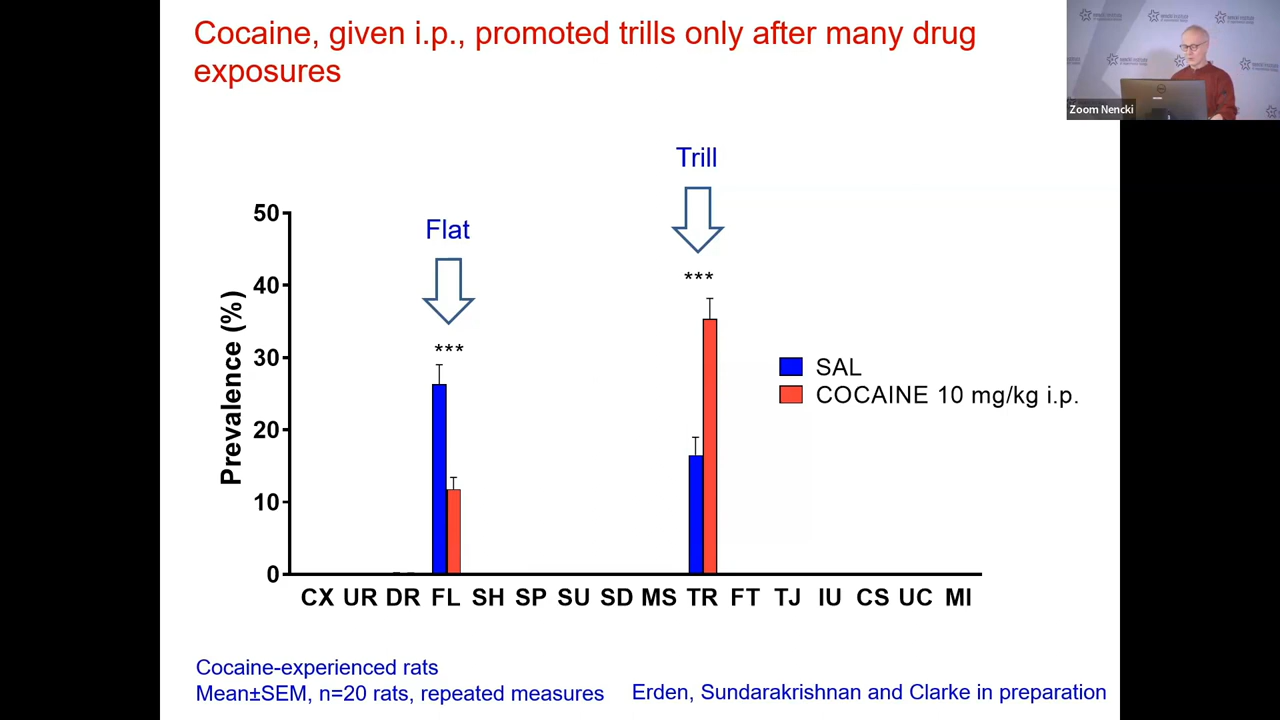 Cocaine, given i.p., promoted trills only after many drug
exposures
Zoom Nencki
Trill
Flat
50
40
30
20
10
0
Prevalence (%)
***
***
SAL
COCAINE 10 mg/kg i.p.
CX UR DR FL SH SP SU SD MS TR FT TJ IU CS UC MI
Cocaine-experienced rats
Mean±SEM, n=20 rats, repeated measures
Erden, Sundarakrishnan and Clarke in preparation